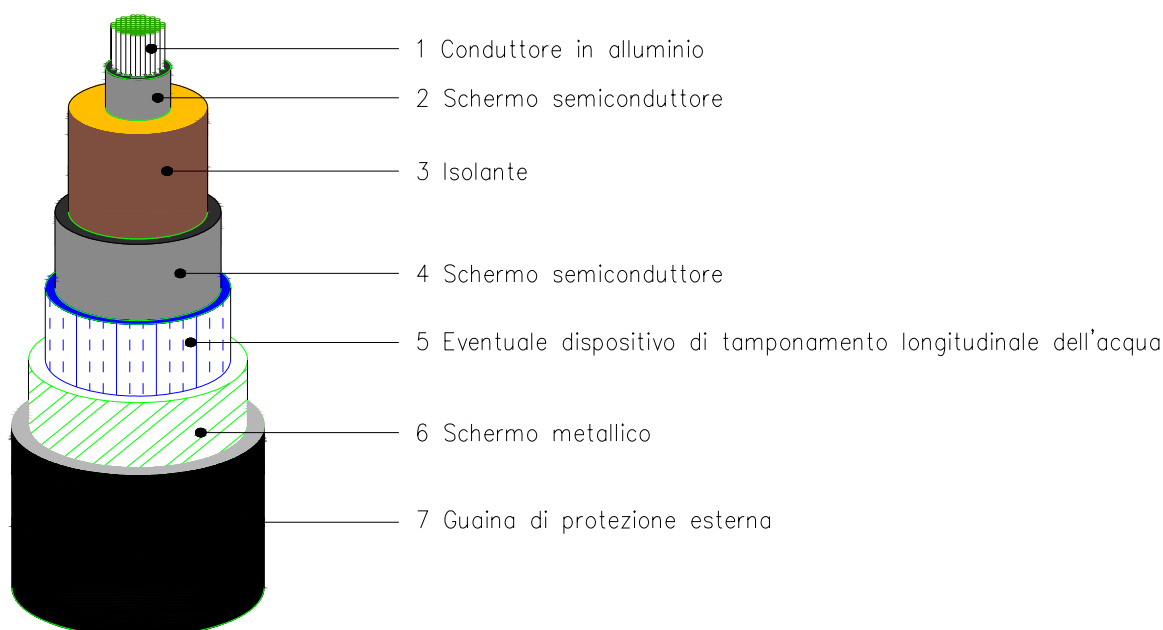 1 Conduttore in alluminio
2 Schermo semiconduttore
3 Isolante
4 Schermo semiconduttore
5 Eventuale dispositivo di tamponamento longitudinale dell'acqua
6 Schermo metallico
7 Guaina di protezione esterna